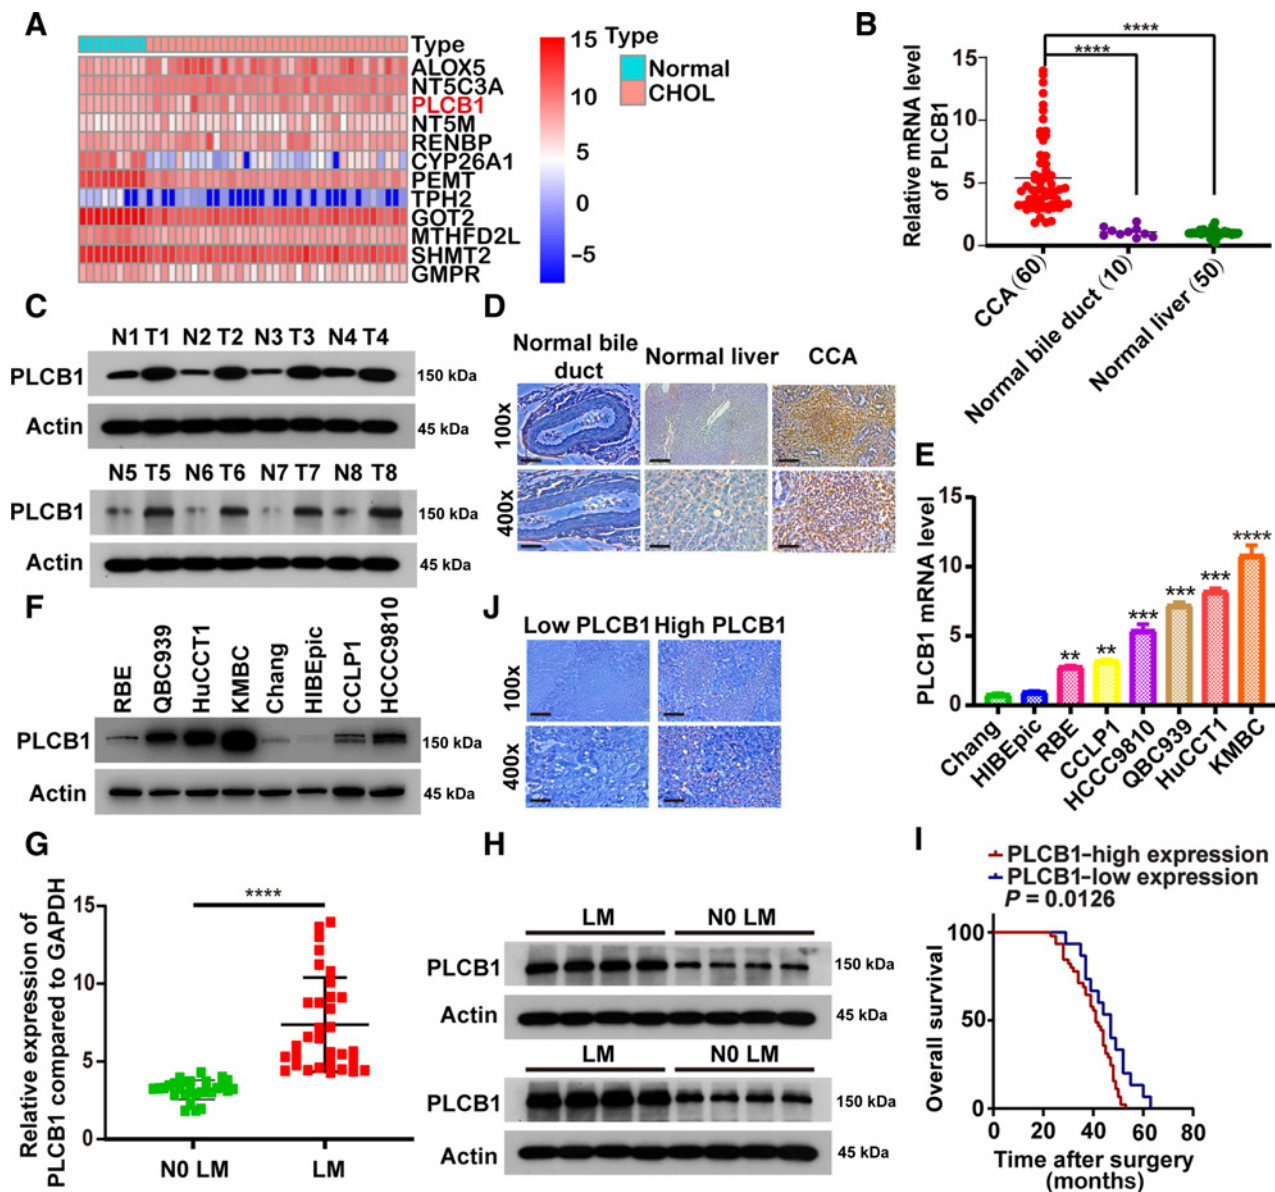 A
Type
ALOX5
NT5C3A
PLCB1
NT5M
RENBP
CYP26A1
PEMT
TPH2
GOT2
MTHFD2L
SHMT2
GMPR
15
10
5
0
−5
Type
Normal
CHOL
B
Relative mRNA level
of PLCB1
15
10
5
0
****
****
CCA (60)
Normal bile duct (10)
Normal liver (50)
C
N1 T1 N2 T2 N3 T3 N4 T4
PLCB1 150 kDa
Actin 45 kDa
N5 T5 N6 T6 N7 T7 N8 T8
PLCB1 150 kDa
Actin 45 kDa
D
Normal bile
duct
Normal liver
CCA
100x
400x
E
PLCB1 mRNA level
15
10
5
0
** ** *** *** *** ****
Chang
HIBEpic
RBE
CCLP1
HCCC9810
QBC939
HuCCT1
KMBC
F
RBE
QBC939
HuCCT1
KMBC
Chang
HIBEpic
CCLP1
HCCC9810
PLCB1 150 kDa
Actin 45 kDa
J
Low PLCB1 High PLCB1
100x
400x
G
Relative expression of
PLCB1 compared to GAPDH
15
10
5
0
****
N0 LM LM
H
LM N0 LM
PLCB1 150 kDa
Actin 45 kDa
LM N0 LM
PLCB1 150 kDa
Actin 45 kDa
I
PLCB1–high expression
PLCB1–low expression
P = 0.0126
Overall survival
100
50
0
0 20 40 60 80
Time after surgery
(months)